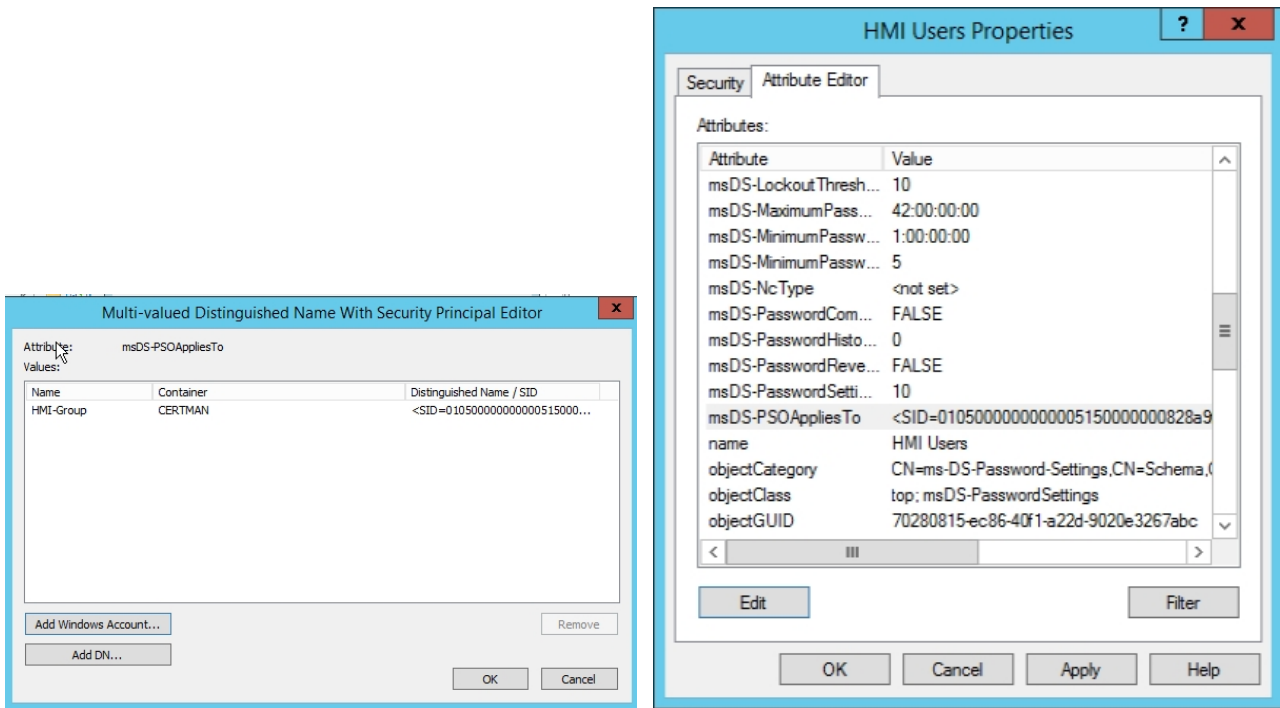 Multi-valued Distinguished Name With Security Principal Editor
x
Attribute: msDS-PSOAppliesTo
Values:
Name Container Distinguished Name / SID
HMI-Group CERTMAN <SID=010500000000000515000...
Add Windows Account... Remove
Add DN...
OK Cancel
HMI Users Properties
? x
Security Attribute Editor
Attributes:
Attribute Value
msDS-LockoutThresh... 10
msDS-MaximumPass... 42:00:00:00
msDS-MinimumPassw... 1:00:00:00
msDS-MinimumPassw... 5
msDS-NcType <not set>
msDS-PasswordCom... FALSE
msDS-PasswordHisto... 0
msDS-PasswordReve... FALSE
msDS-PasswordSetti... 10
msDS-PSOAppliesTo <SID=010500000000000515000000828a9
name HMI Users
objectCategory CN=ms-DS-Password-Settings,CN=Schema,
objectClass top; msDS-PasswordSettings
objectGUID 70280815-ec86-40f1-a22d-9020e3267abc
Edit Filter
OK Cancel Apply Help